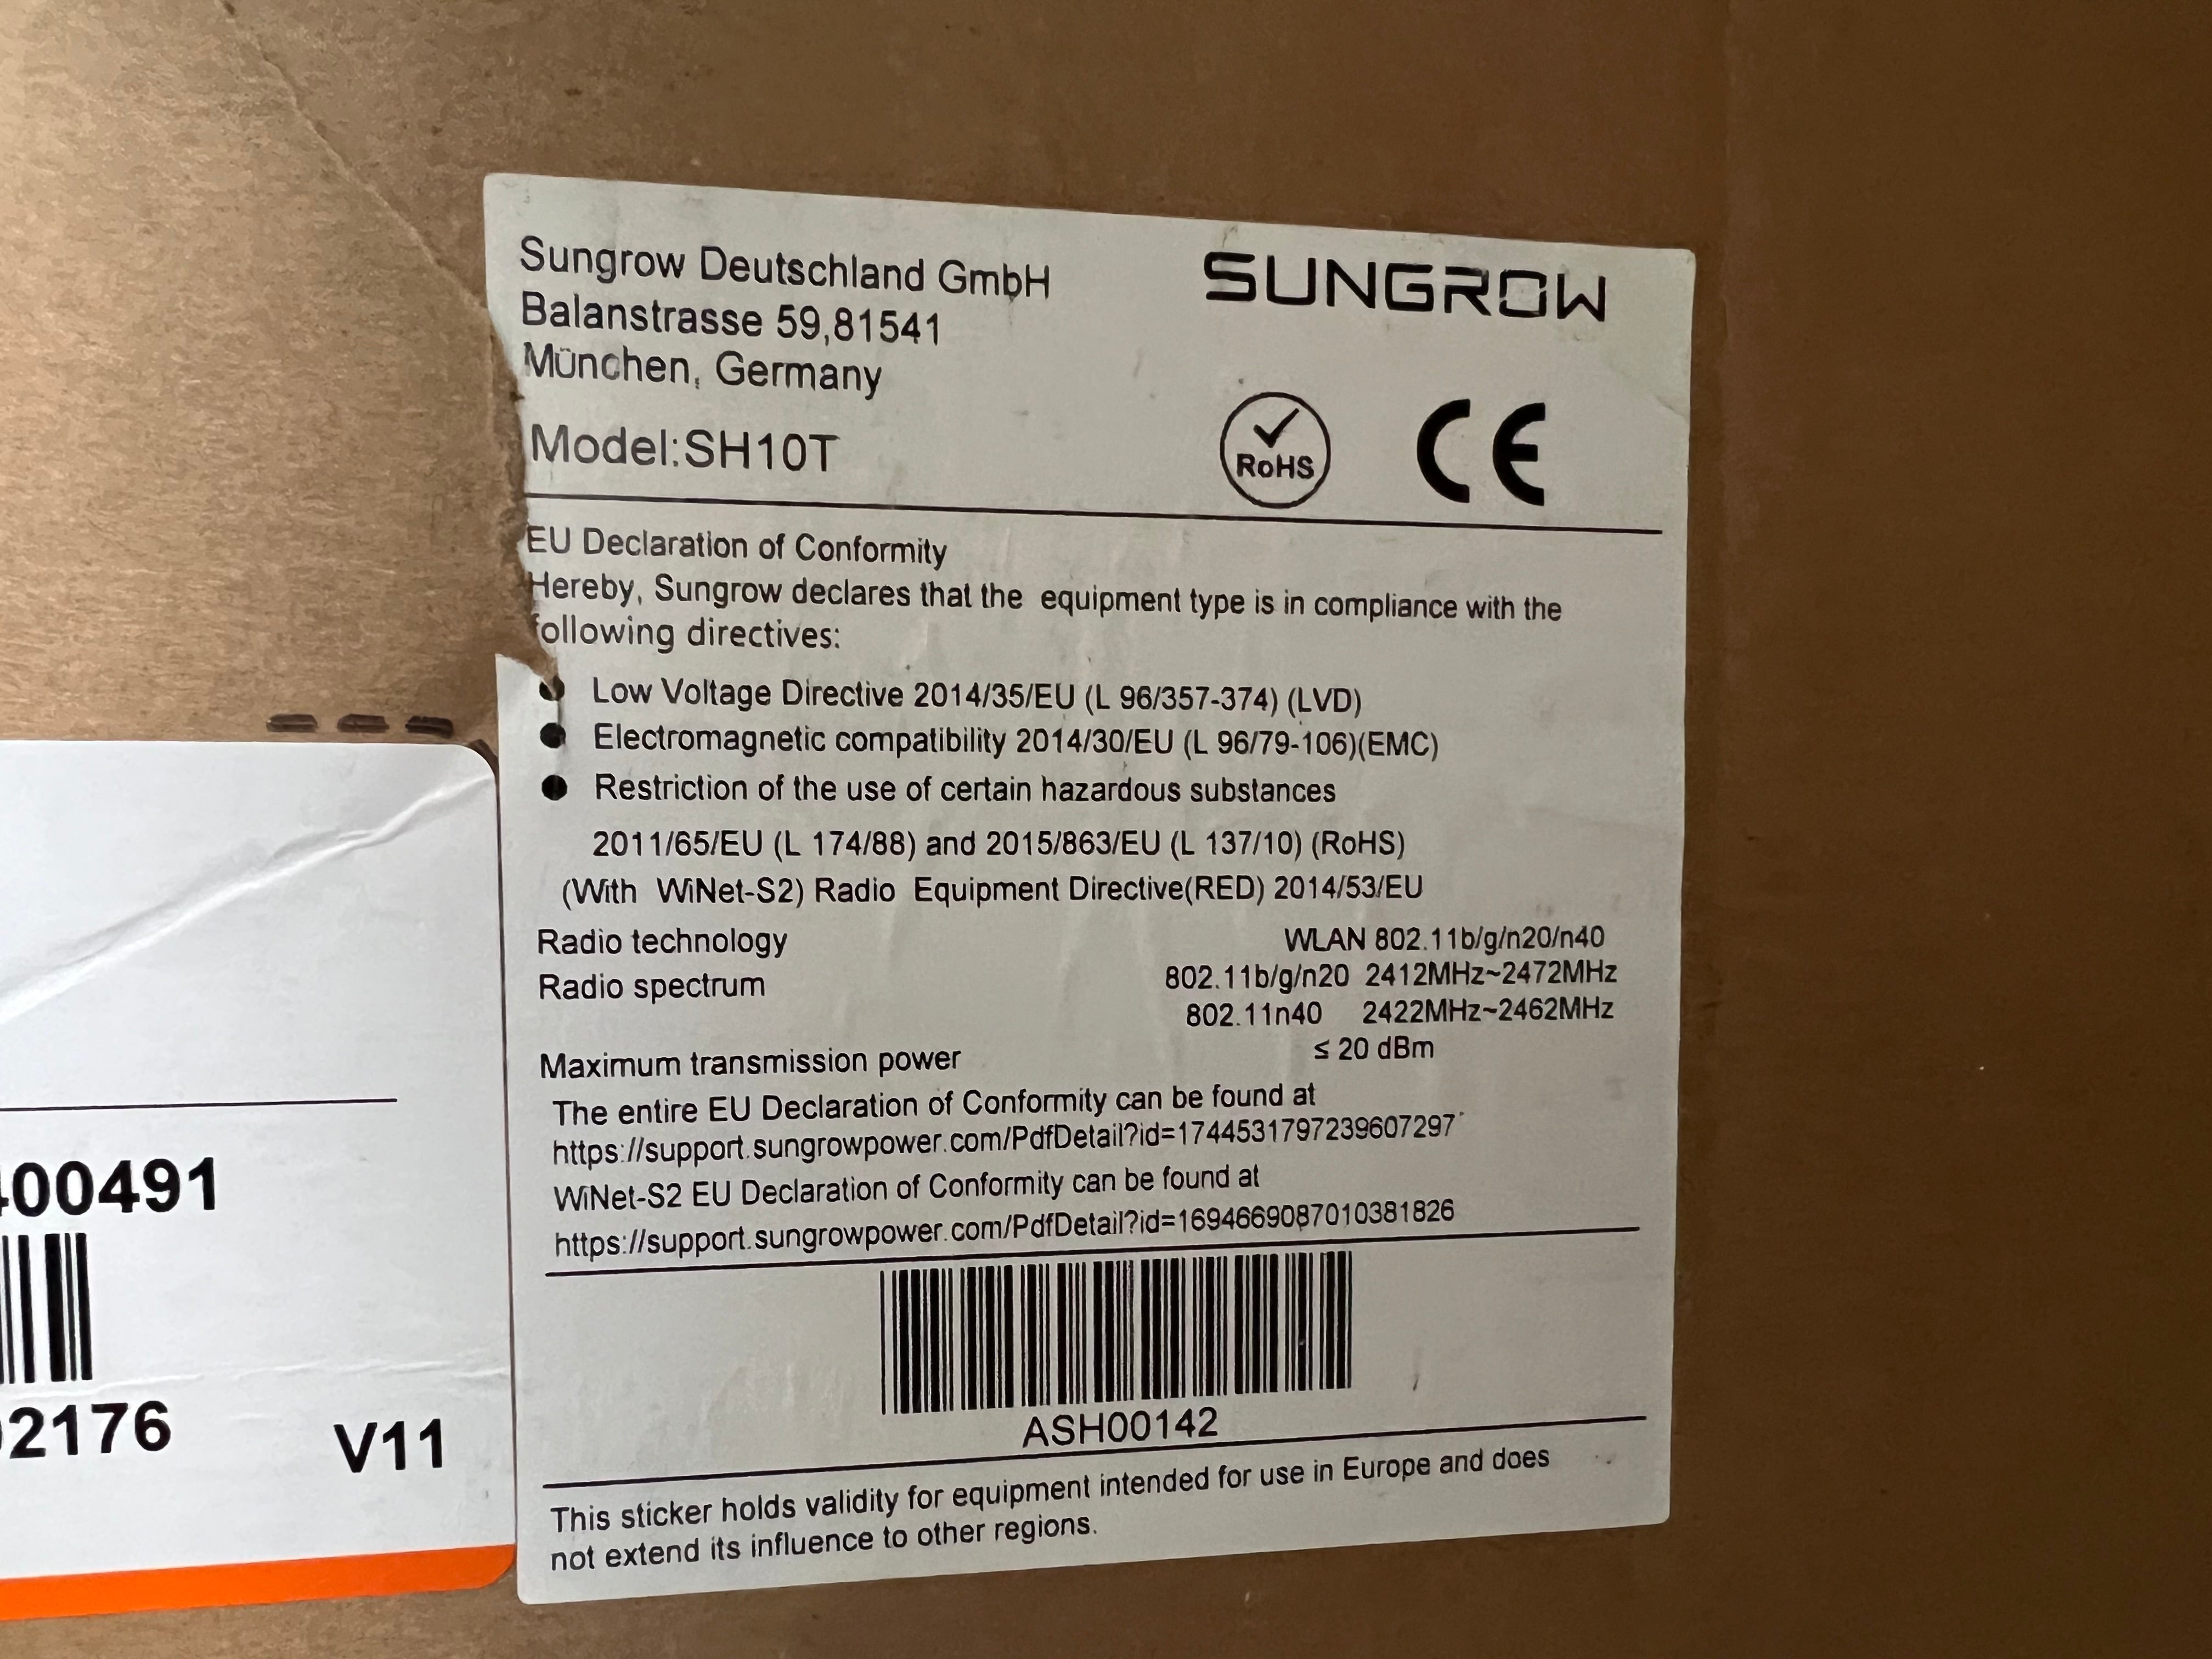 Sungrow Deutschland GmbH
Balanstrasse 59,81541
München, Germany
SUNGROW
Model:SH10T
RoHS
CE
EU Declaration of Conformity
Hereby, Sungrow declares that the equipment type is in compliance with the
following directives:
● Low Voltage Directive 2014/35/EU (L 96/357-374) (LVD)
● Electromagnetic compatibility 2014/30/EU (L 96/79-106)(EMC)
● Restriction of the use of certain hazardous substances
2011/65/EU (L 174/88) and 2015/863/EU (L 137/10) (RoHS)
(With WiNet-S2) Radio Equipment Directive(RED) 2014/53/EU
Radio technology WLAN 802.11b/g/n20/n40
Radio spectrum 802.11b/g/n20 2412MHz~2472MHz
802.11n40 2422MHz~2462MHz
Maximum transmission power ≤ 20 dBm
The entire EU Declaration of Conformity can be found at
https://support.sungrowpower.com/PdfDetail?id=1744531797239607297
WiNet-S2 EU Declaration of Conformity can be found at
https://support.sungrowpower.com/PdfDetail?id=1694669087010381826
ASH00142
This sticker holds validity for equipment intended for use in Europe and does
not extend its influence to other regions.
00491
2176
V11